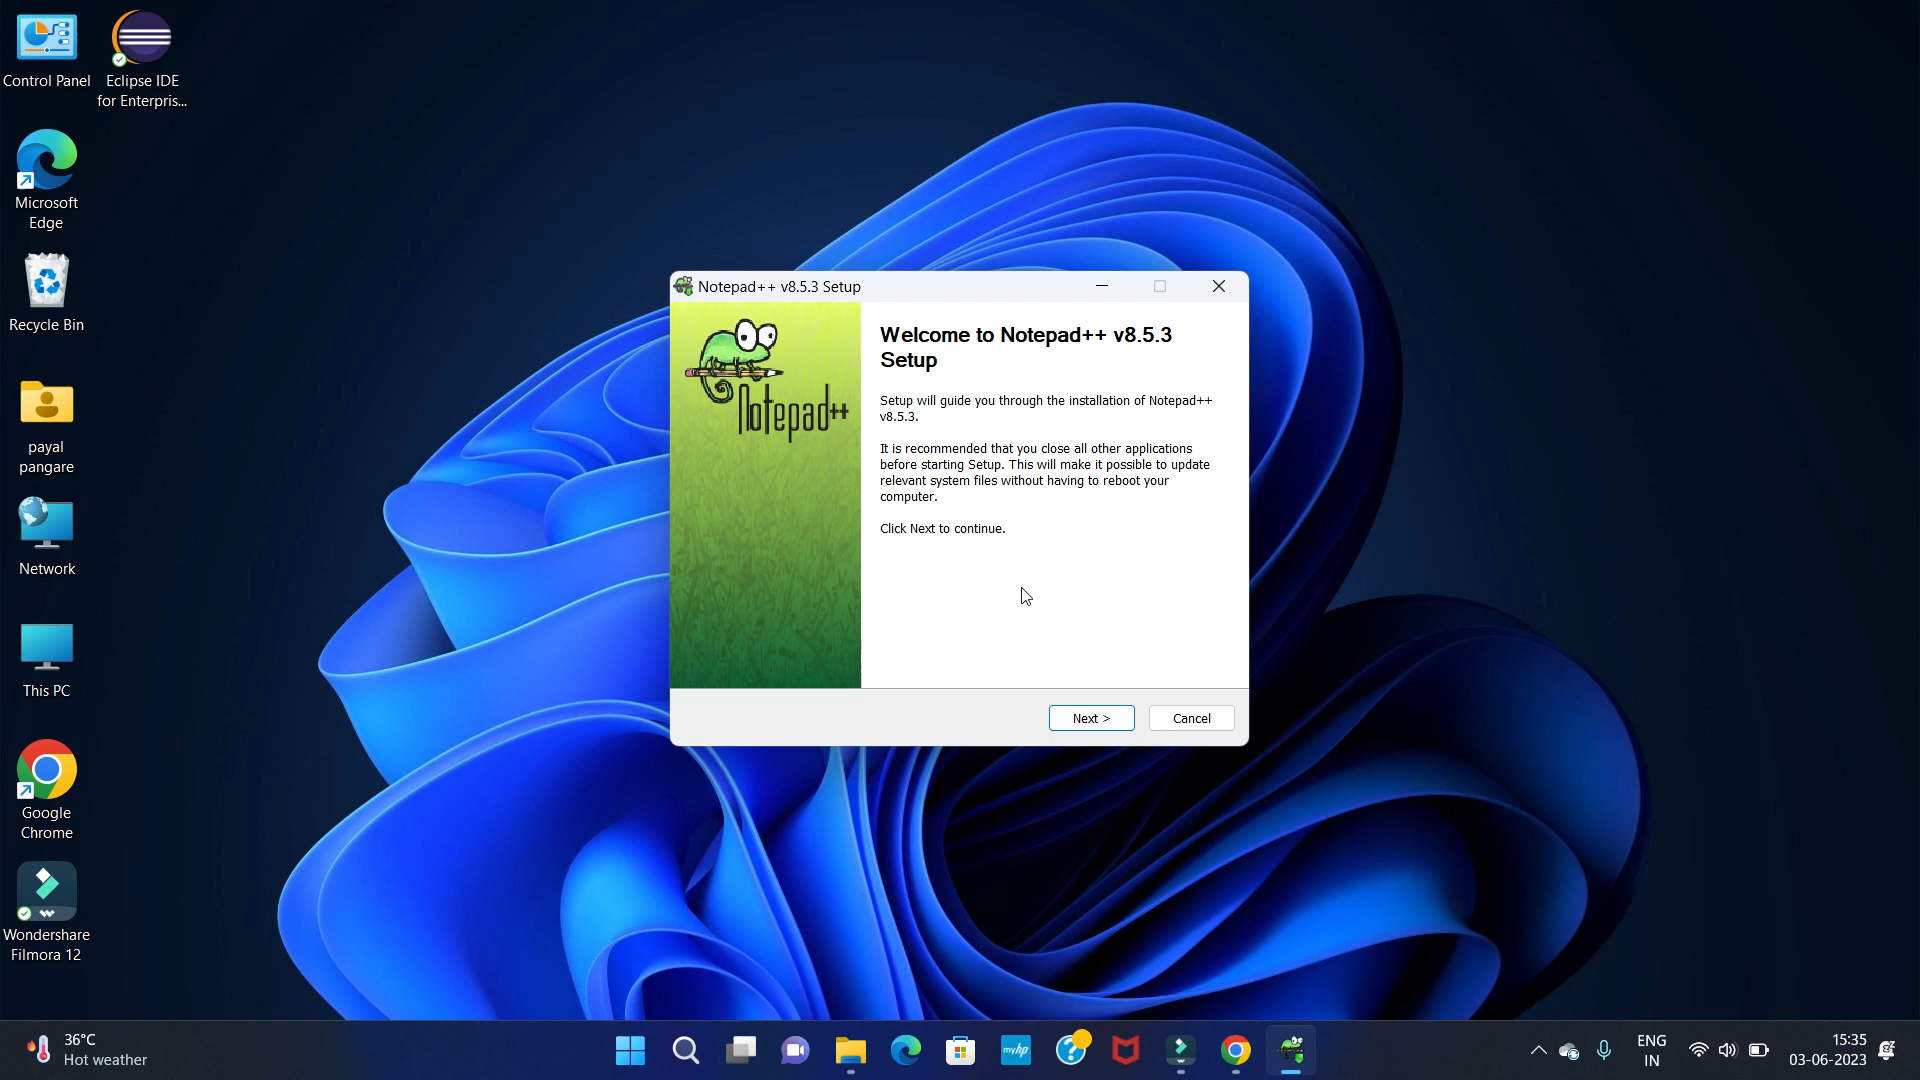 Control Panel
Eclipse IDE
for Enterpris...
Microsoft
Edge
Recycle Bin
payal
pangare
Network
This PC
Google
Chrome
Wondershare
Filmora 12
Notepad++ v8.5.3 Setup
Notepad++
Welcome to Notepad++ v8.5.3
Setup
Setup will guide you through the installation of Notepad++
v8.5.3.
It is recommended that you close all other applications
before starting Setup. This will make it possible to update
relevant system files without having to reboot your
computer.
Click Next to continue.
Next >
Cancel
36°C
Hot weather
myhp
ENG
IN
15:35
03-06-2023